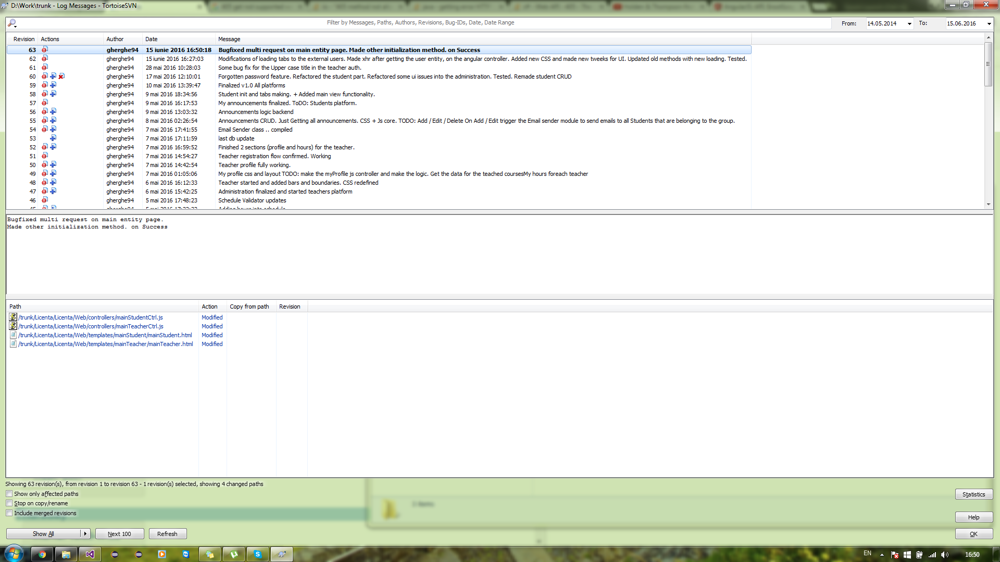 D:\Work\trunk - Log Messages - TortoiseSVN
Filter by Messages, Paths, Authors, Revisions, Bug-IDs, Date, Date Range
From: 14.05.2014 To: 15.06.2016
Revision Actions Author Date Message
63 gherghe94 15 iunie 2016 16:50:18 Bugfixed multi request on main entity page. Made other initialization method. on Success
62 gherghe94 15 iunie 2016 16:27:03 Modifications of loading tabs to the external users. Made xhr after getting the user entity, on the angular controller. Added new CSS and made new tweeks for UI. Updated old methods with new loading. Tested.
61 gherghe94 28 mai 2016 10:28:03 Some bug fix for the Upper case title in the teacher auth.
60 gherghe94 17 mai 2016 12:10:01 Forgotten password feature. Refactored the student part. Refactored some ui issues into the administration. Tested. Remade student CRUD
59 gherghe94 10 mai 2016 13:39:47 Finalized v1.0 All platforms
58 gherghe94 9 mai 2016 18:34:56 Student init and tabs making. + Added main view functionality.
57 gherghe94 9 mai 2016 16:17:53 My announcements finalized. ToDO: Students platform.
56 gherghe94 9 mai 2016 13:03:32 Announcements logic backend
55 gherghe94 8 mai 2016 02:26:54 Announcements CRUD. Just Getting all announcements. CSS + Js core. TODO: Add / Edit / Delete On Add / Edit trigger the Email sender module to send emails to all Students that are belonging to the group.
54 gherghe94 7 mai 2016 17:41:55 Email Sender class .. compiled
53 gherghe94 7 mai 2016 17:11:59 last db update
52 gherghe94 7 mai 2016 16:59:52 Finished 2 sections (profile and hours) for the teacher.
51 gherghe94 7 mai 2016 14:54:27 Teacher registration flow confirmed. Working
50 gherghe94 7 mai 2016 14:42:54 Teacher profile fully working.
49 gherghe94 7 mai 2016 01:05:06 My profile css and layout TODO: make the myProfile js controller and make the logic. Get the data for the teached coursesMy hours foreach teacher
48 gherghe94 6 mai 2016 16:12:33 Teacher started and added bars and boundaries. CSS redefined
47 gherghe94 6 mai 2016 15:42:25 Administration finalized and started teachers platform
46 gherghe94 5 mai 2016 17:48:23 Schedule Validator updates
Bugfixed multi request on main entity page.
Made other initialization method. on Success
Path Action Copy from path Revision
/trunk/Licenta/Licenta/Web/controllers/mainStudentCtrl.js Modified
/trunk/Licenta/Licenta/Web/controllers/mainTeacherCtrl.js Modified
/trunk/Licenta/Licenta/Web/templates/mainStudent/mainStudent.html Modified
/trunk/Licenta/Licenta/Web/templates/mainTeacher/mainTeacher.html Modified
Showing 63 revision(s), from revision 1 to revision 63 - 1 revision(s) selected, showing 4 changed paths
Show only affected paths
Stop on copy/rename
Include merged revisions
Statistics
Help
Show All Next 100 Refresh OK
EN 16:50